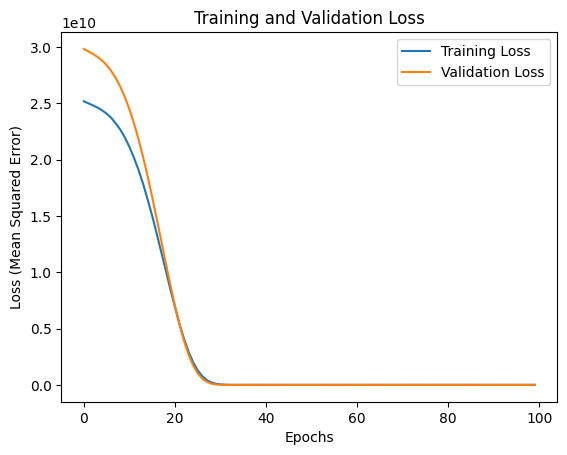 Training and Validation Loss
1e10
Training Loss
Validation Loss
3.0
2.5
2.0
1.5
1.0
0.5
0.0
Loss (Mean Squared Error)
0 20 40 60 80 100
Epochs